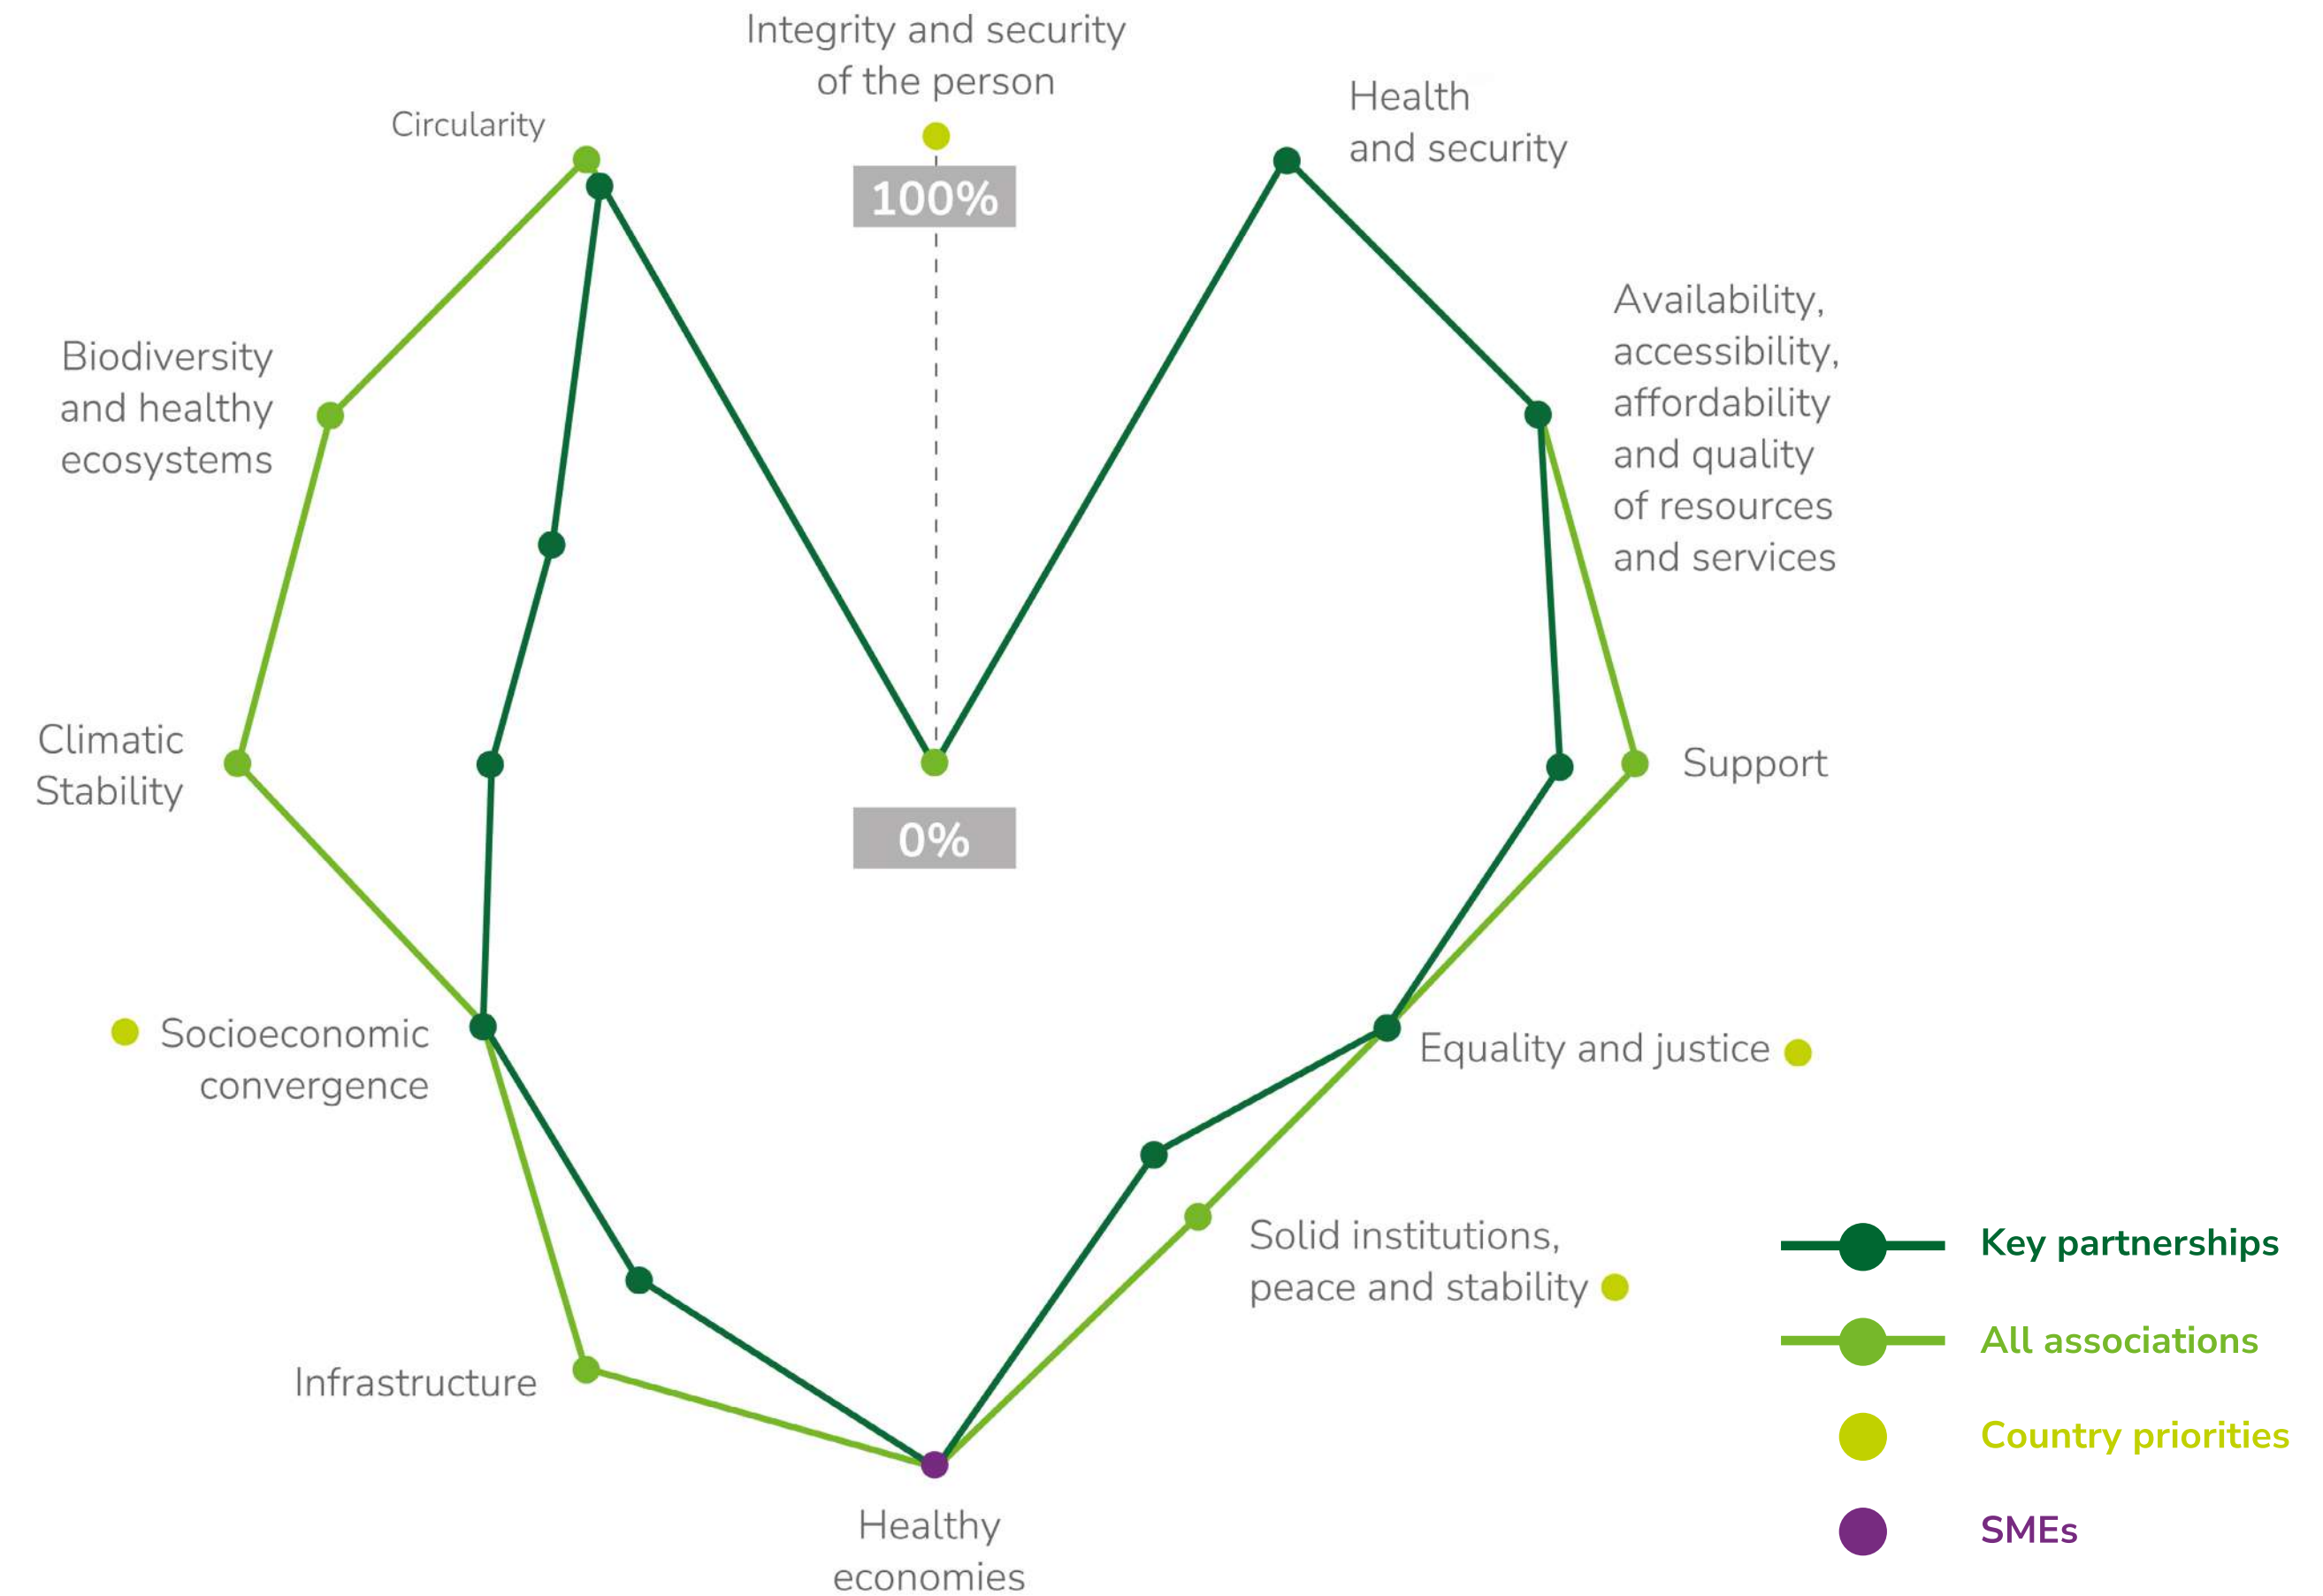 Integrity and security
of the person
Health
and security
Circularity
100%
Availability,
accessibility,
affordability
and quality
of resources
and services
Biodiversity
and healthy
ecosystems
Climatic
Stability
Support
0%
Socioeconomic
convergence
Equality and justice
Solid institutions,
peace and stability
Infrastructure
Healthy
economies
Key partnerships
All associations
Country priorities
SMEs